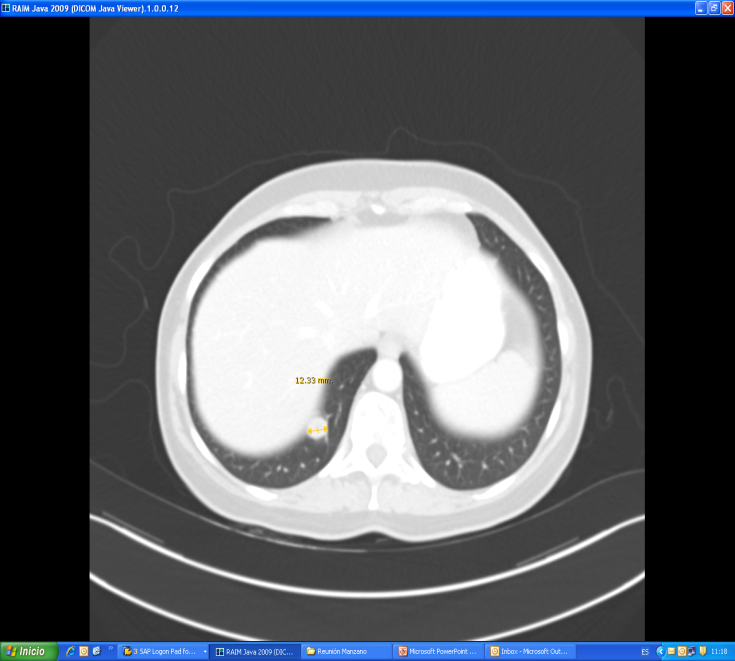 RAIM Java 2009 (DICOM Java Viewer).1.0.0.12
12.33 mm
Inicio
3 SAP Logon Pad fo...
RAIM Java 2009 (DIC...
Reunión Manzano
Microsoft PowerPoint ...
Inbox - Microsoft Out...
ES
11:18